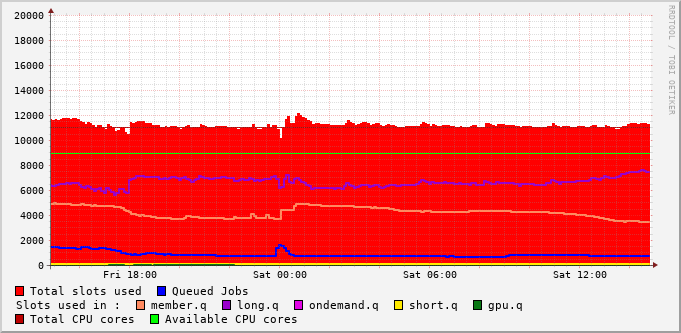 20000
18000
16000
14000
12000
10000
8000
6000
4000
2000
0
Fri 18:00 Sat 00:00 Sat 06:00 Sat 12:00
RRDTOOL / TOBI OETIKER
Total slots used Queued Jobs
Slots used in : member.q long.q ondemand.q short.q gpu.q
Total CPU cores Available CPU cores